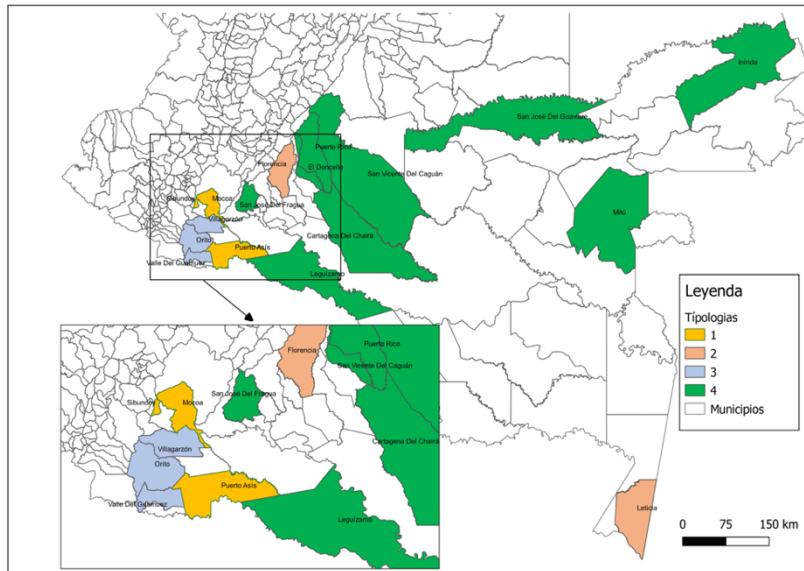 Inirida
San José Del Guaviare
Puerto Rico
El Doncello
Florencia
San Vicente Del Caguán
Mitú
Sibundoy
Mocoa
San José Del Fragua
Villagarzón
Cartagena Del Chairá
Orito
Puerto Asís
Valle Del Guamuez
Leguízamo
Leyenda
Típologias
1
2
3
4
Municipios
Florencia
Puerto Rico
San Vicente Del Caguán
San José Del Fragua
Sibundoy
Mocoa
Cartagena Del Chairá
Villagarzón
Orito
Puerto Asís
Valle Del Guamuez
Leguízamo
Leticia
0 75 150 km